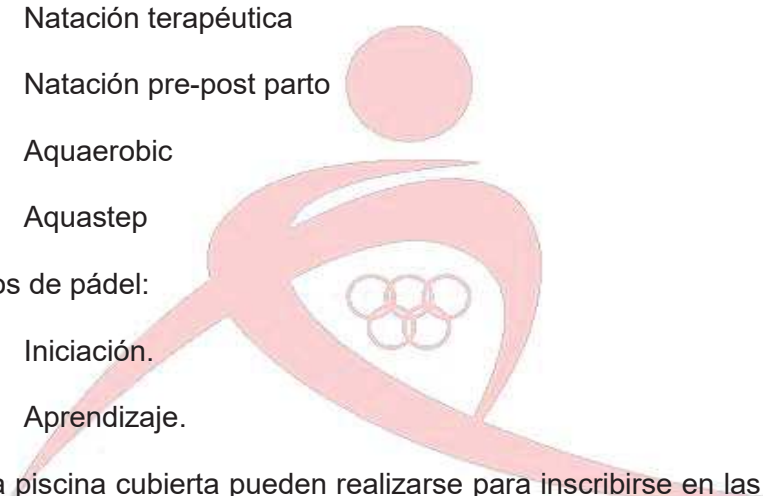 Natación terapéutica
Natación pre-post parto
Aquaerobic
Aquastep
os de pádel:
Iniciación.
Aprendizaje.
a piscina cubierta pueden realizarse para inscribirse en las